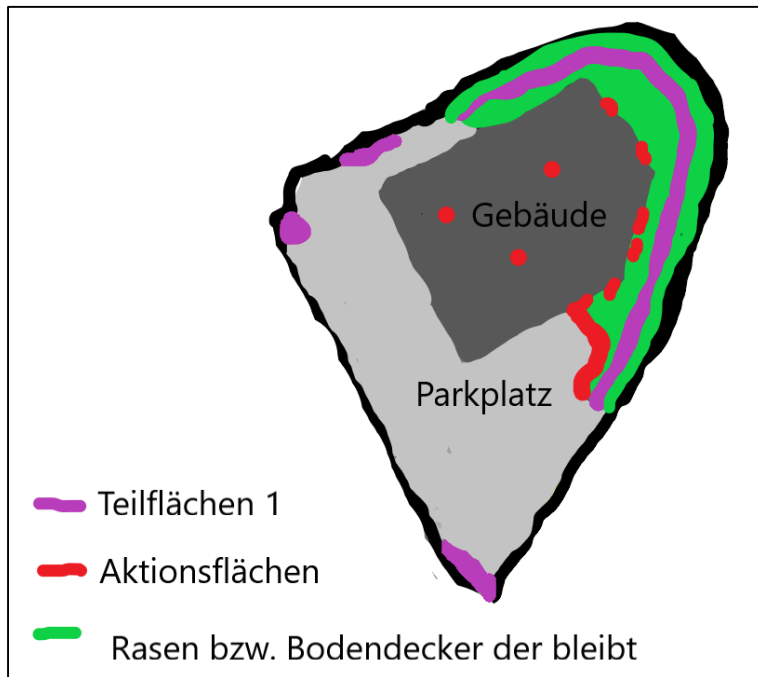 Gebäude
Parkplatz
Teilflächen 1
Aktionsflächen
Rasen bzw. Bodendecker der bleibt